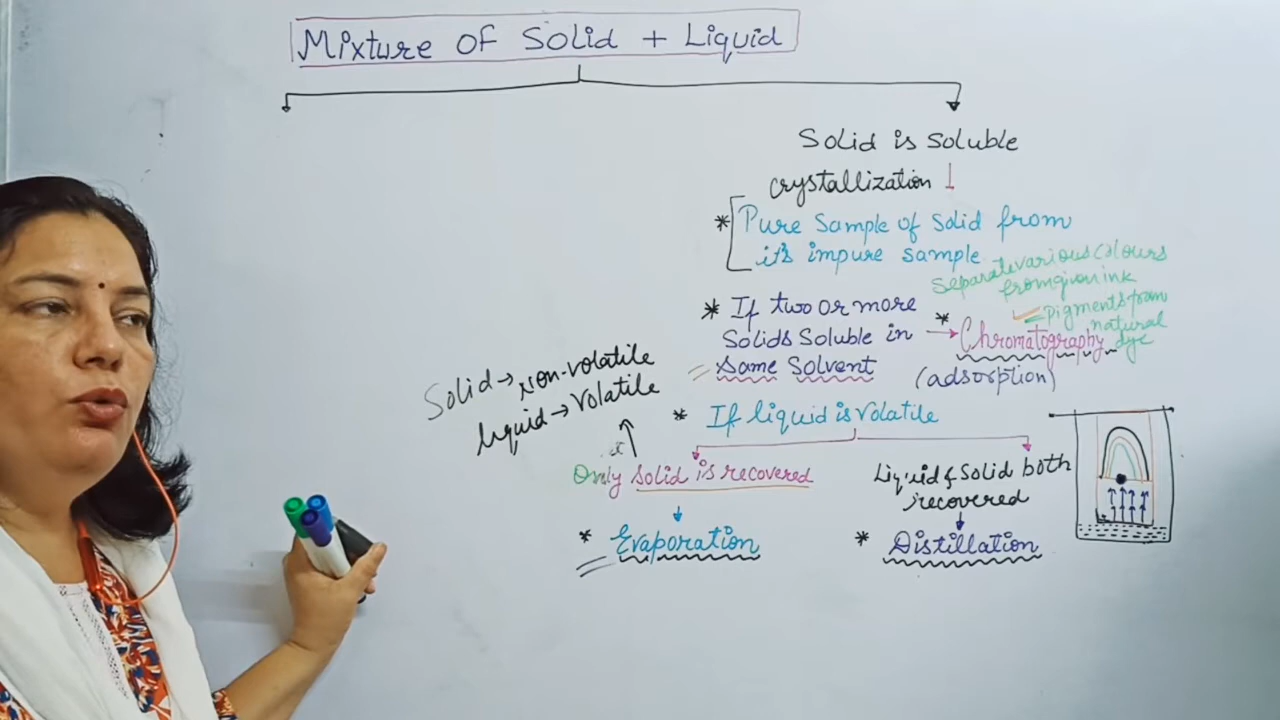 Mixture of Solid + Liquid
Solid is soluble
crystallization
* Pure sample of solid from
it's impure sample
Separate various colours
from given ink
pigments from
natural
dye
* If two or more
Solids Soluble in
Same Solvent
* Chromatography
(adsorption)
Solid → non-volatile
liquid → volatile
* If liquid is volatile
Only solid is recovered
* Evaporation
Liquid & Solid both
recovered
* Distillation